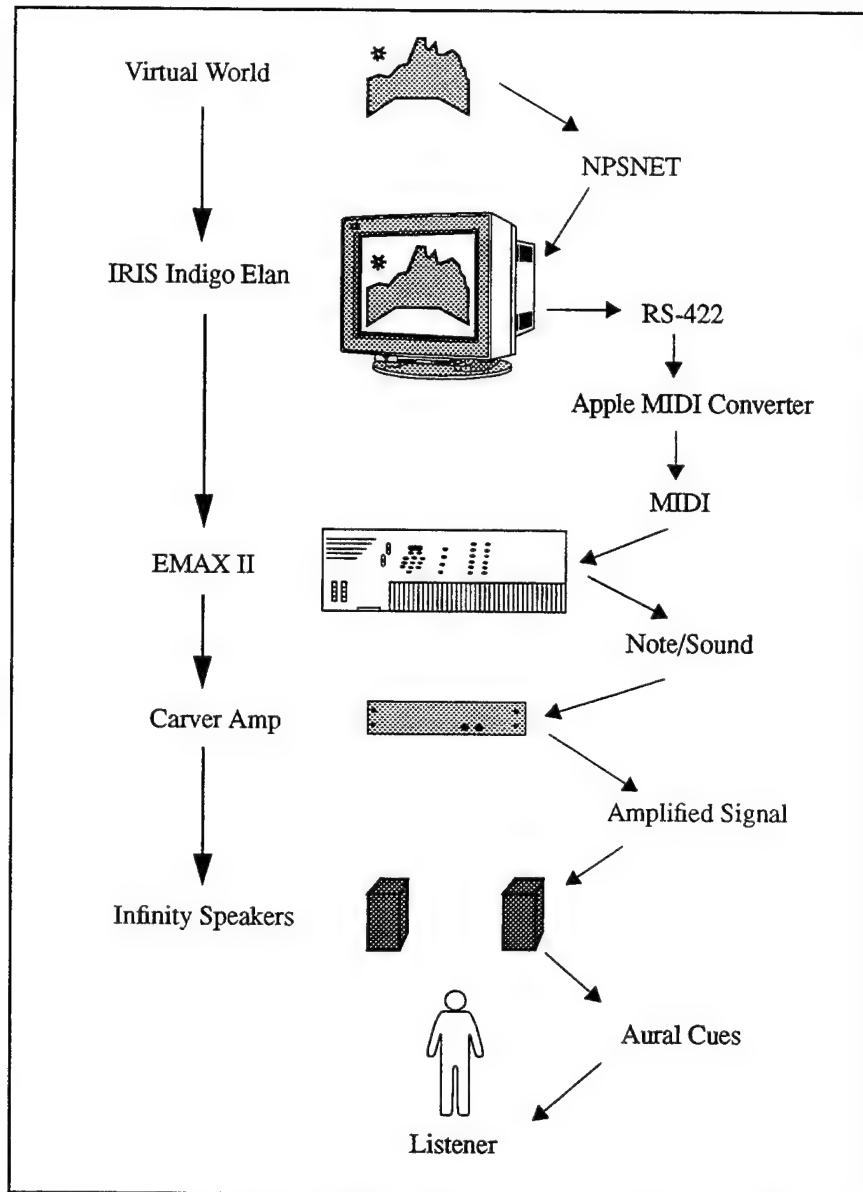 Virtual World
NPSNET
IRIS Indigo Elan
RS-422
Apple MIDI Converter
MIDI
EMAX II
Note/Sound
Carver Amp
Amplified Signal
Infinity Speakers
Aural Cues
Listener